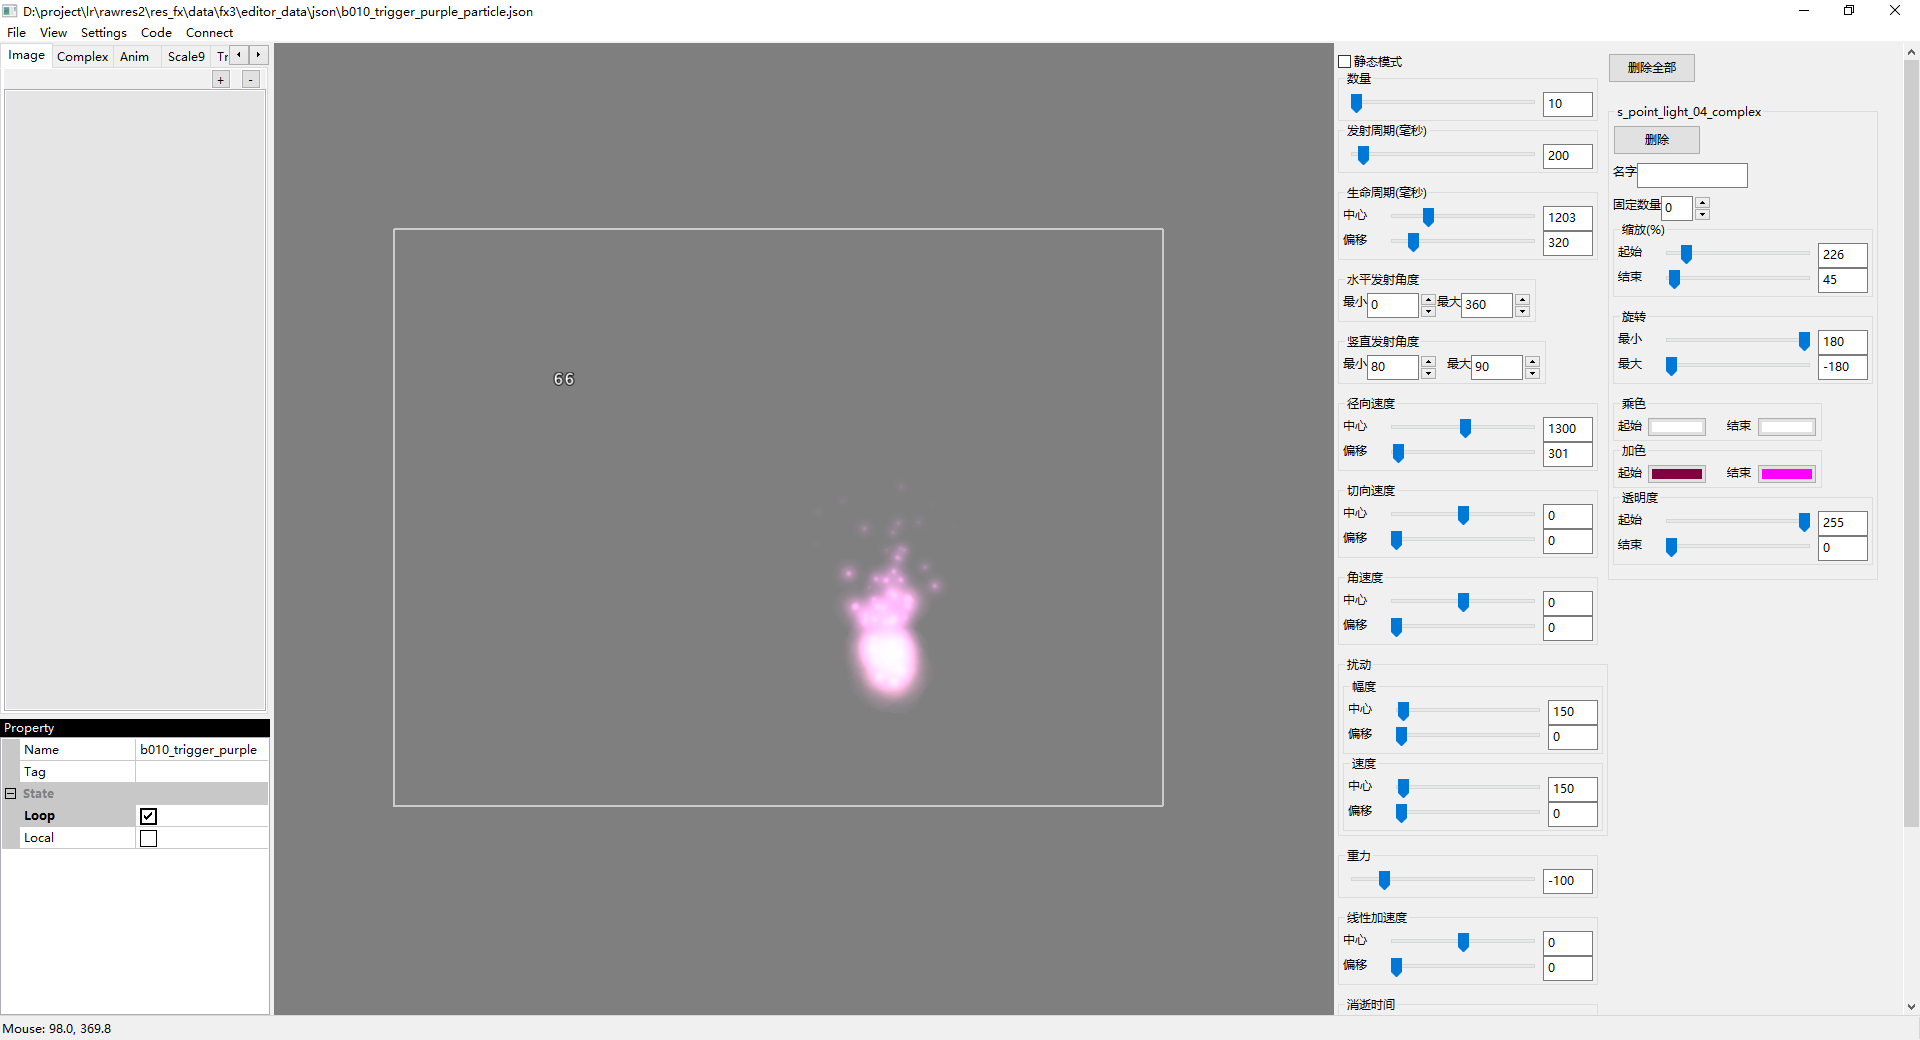 D:\project\lr\rawres2\res_fx\data\fx3\editor_data\json\b010_trigger_purple_particle.json
File View Settings Code Connect
Image Complex Anim Scale9 Tr
+ -
66
Property
Name b010_trigger_purple
Tag
State
Loop
Local
Mouse: 98.0, 369.8
静态模式
数量
10
发射周期(毫秒)
200
生命周期(毫秒)
中心 1203
偏移 320
水平发射角度
最小 0 最大 360
竖直发射角度
最小 80 最大 90
径向速度
中心 1300
偏移 301
切向速度
中心 0
偏移 0
角速度
中心 0
偏移 0
扰动
幅度
中心 150
偏移 0
速度
中心 150
偏移 0
重力
-100
线性加速度
中心 0
偏移 0
消逝时间
删除全部
s_point_light_04_complex
删除
名字
固定数量 0
缩放(%)
起始 226
结束 45
旋转
最小 180
最大 -180
乘色
起始 结束
加色
起始 结束
透明度
起始 255
结束 0